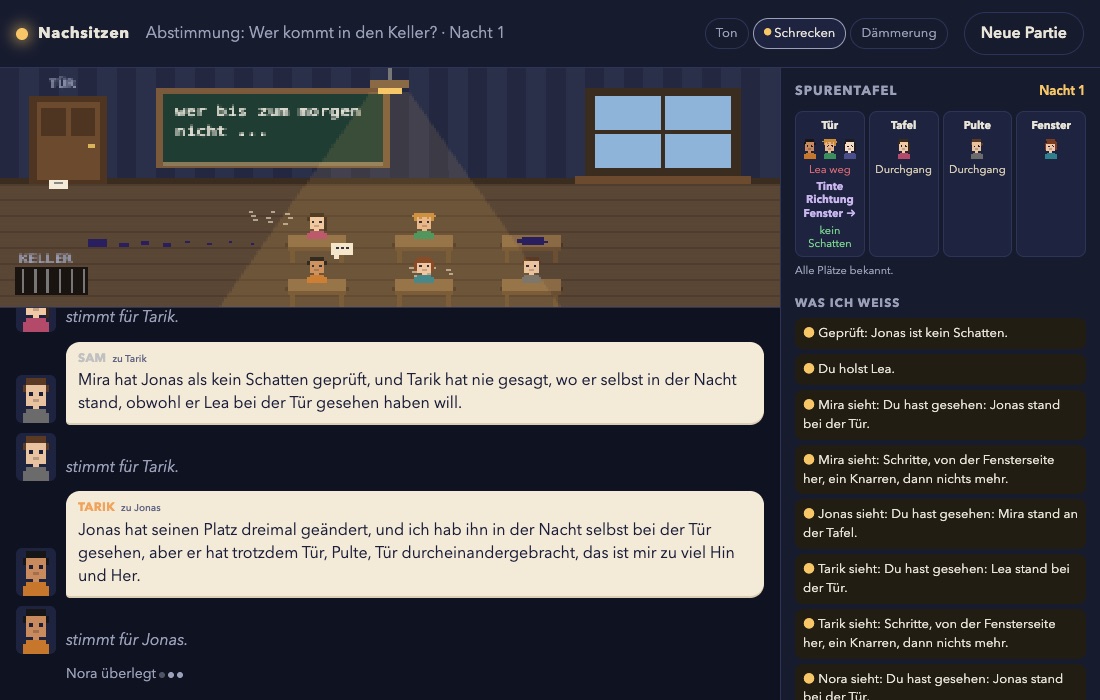 Nachsitzen Abstimmung: Wer kommt in den Keller? · Nacht 1
Ton Schrecken Dämmerung Neue Partie
TÜR
wer bis zum morgen
nicht ...
KELLER
stimmt für Tarik.
SAM zu Tarik
Mira hat Jonas als kein Schatten geprüft, und Tarik hat nie gesagt, wo er selbst in der Nacht
stand, obwohl er Lea bei der Tür gesehen haben will.
stimmt für Tarik.
TARIK zu Jonas
Jonas hat seinen Platz dreimal geändert, und ich hab ihn in der Nacht selbst bei der Tür
gesehen, aber er hat trotzdem Tür, Pulte, Tür durcheinandergebracht, das ist mir zu viel Hin
und Her.
stimmt für Jonas.
Nora überlegt
SPURENTAFEL Nacht 1
Tür Tafel Pulte Fenster
Lea weg Durchgang Durchgang
Tinte
Richtung
Fenster →
kein
Schatten
Alle Plätze bekannt.
WAS ICH WEISS
Geprüft: Jonas ist kein Schatten.
Du holst Lea.
Mira sieht: Du hast gesehen: Jonas stand
bei der Tür.
Mira sieht: Schritte, von der Fensterseite
her, ein Knarren, dann nichts mehr.
Jonas sieht: Du hast gesehen: Mira stand an
der Tafel.
Tarik sieht: Du hast gesehen: Lea stand bei
der Tür.
Tarik sieht: Schritte, von der Fensterseite
her, ein Knarren, dann nichts mehr.
Nora sieht: Du hast gesehen: Jonas stand
bei der Tür.